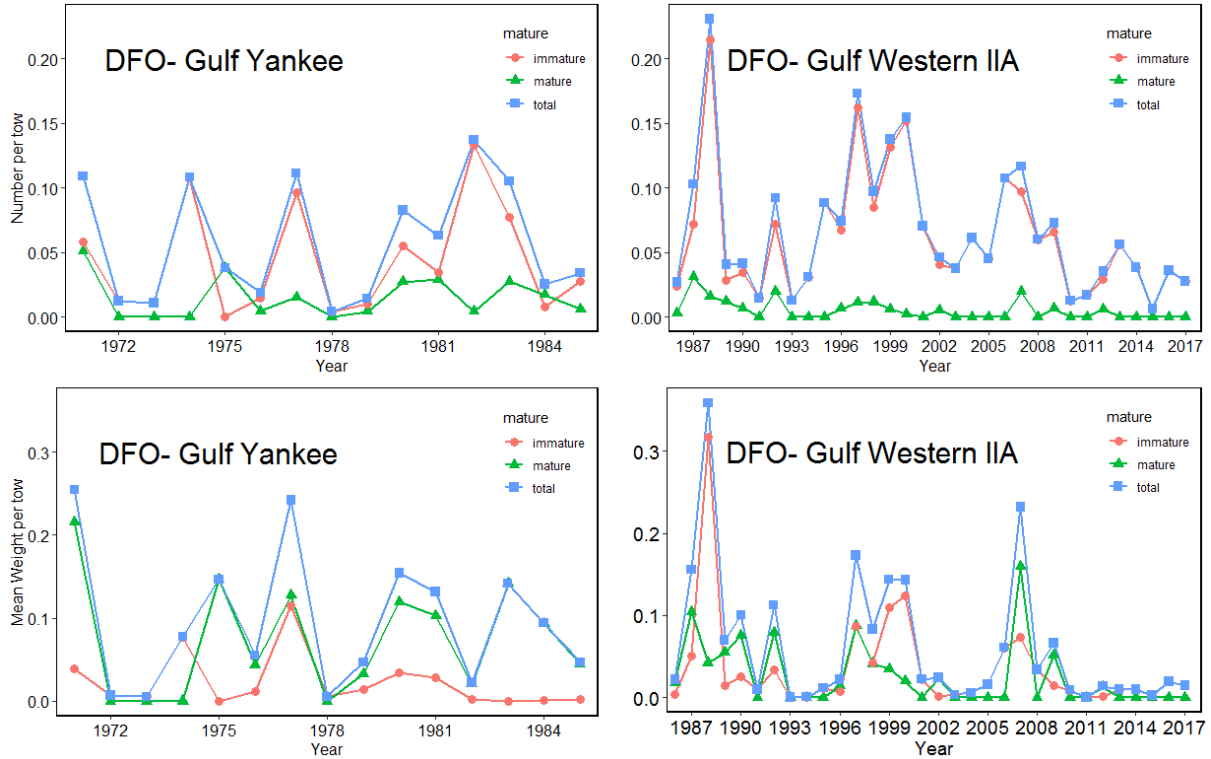 DFO- Gulf Yankee
mature
immature
mature
total
Number per tow
0.20
0.15
0.10
0.05
0.00
1972
1975
1978
1981
1984
Year
DFO- Gulf Western IIA
mature
immature
mature
total
0.20
0.15
0.10
0.05
0.00
1987
1990
1993
1996
1999
2002
2005
2008
2011
2014
2017
Year
DFO- Gulf Yankee
mature
immature
mature
total
Mean Weight per tow
0.3
0.2
0.1
0.0
1972
1975
1978
1981
1984
Year
DFO- Gulf Western IIA
mature
immature
mature
total
0.3
0.2
0.1
0.0
1987
1990
1993
1996
1999
2002
2005
2008
2011
2014
2017
Year